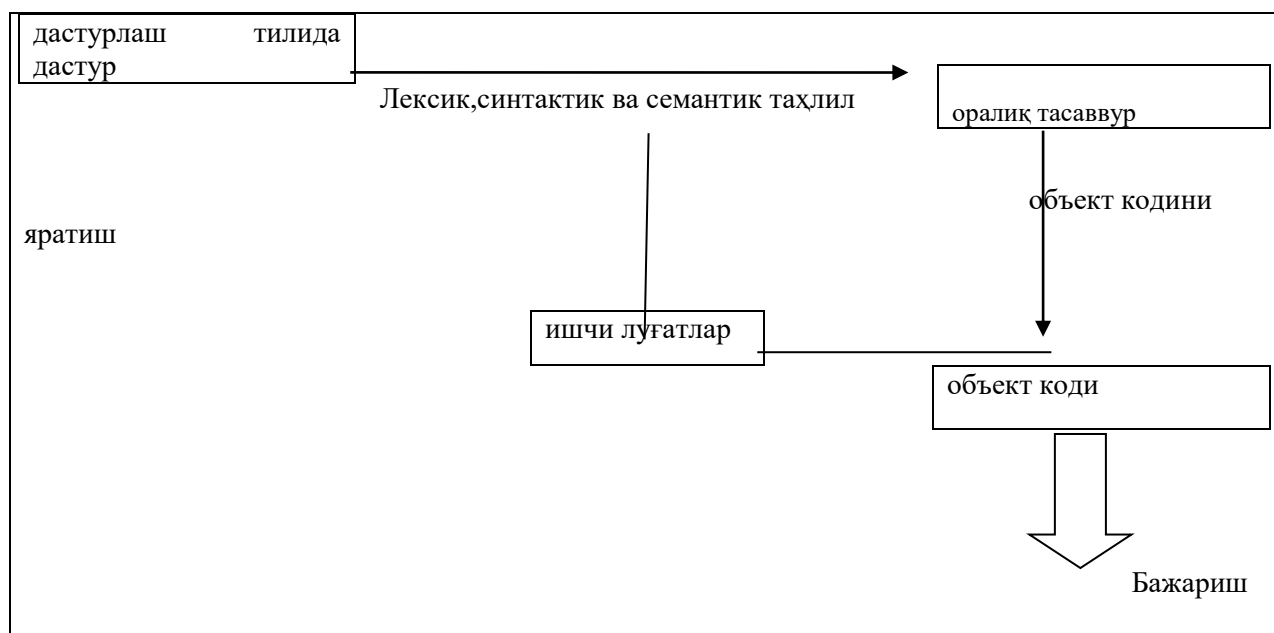 дастурлаш тилида
дастур
Лексик,синтактик ва семантик таҳлил
оралиқ тасаввур
объект кодини
яратиш
ишчи луғатлар
объект коди
Бажариш